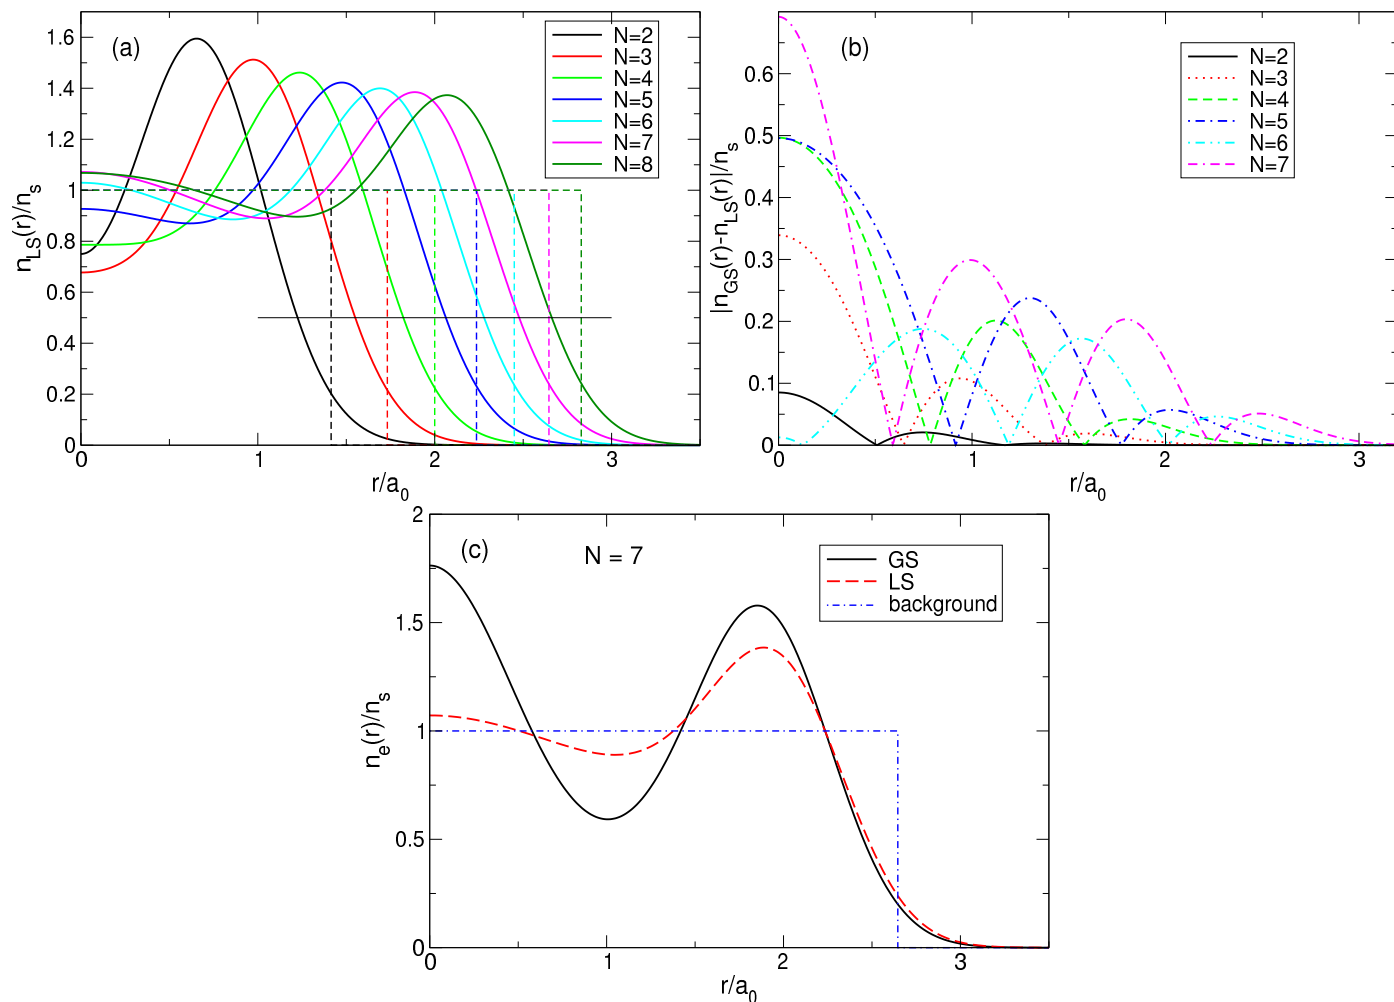 (a)
n_LS(r)/n_s
1.6
1.4
1.2
1
0.8
0.6
0.4
0.2
0
0 1 2 3
r/a_0
N=2
N=3
N=4
N=5
N=6
N=7
N=8
(b)
|n_GS(r)-n_LS(r)|/n_s
0.6
0.5
0.4
0.3
0.2
0.1
0
0 1 2 3
r/a_0
N=2
N=3
N=4
N=5
N=6
N=7
(c)
N = 7
n_e(r)/n_s
2
1.5
1
0.5
0
0 1 2 3
r/a_0
GS
LS
background